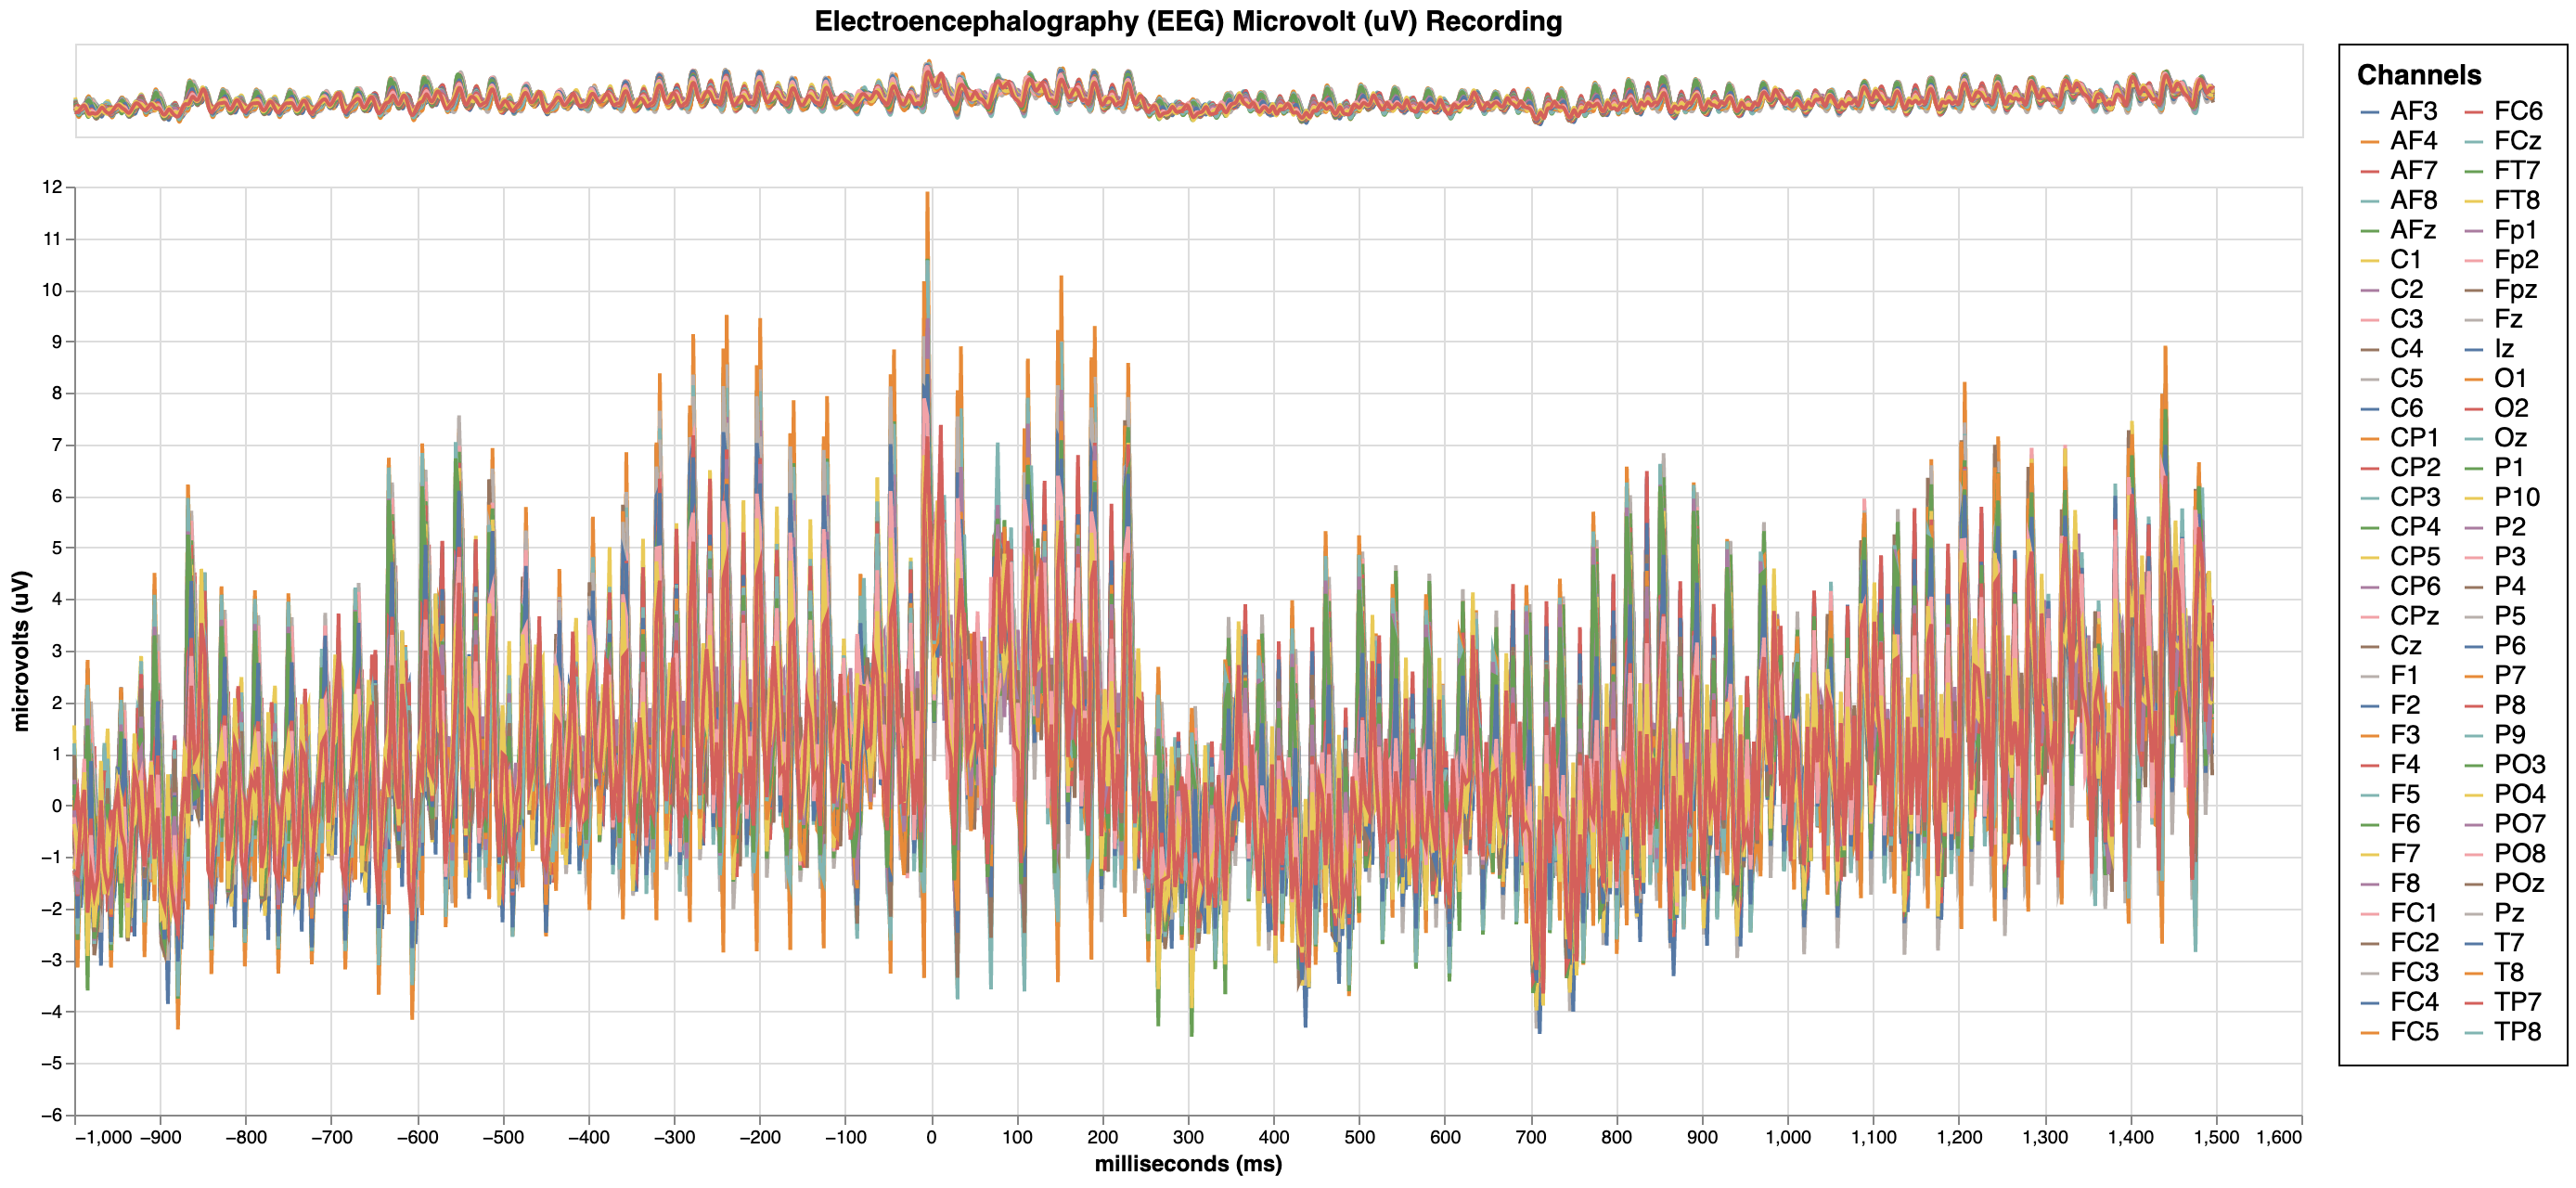 Electroencephalography (EEG) Microvolt (uV) Recording
12
11
10
9
8
7
6
5
4
3
2
1
0
−1
−2
−3
−4
−5
−6
microvolts (uV)
−1,000 −900 −800 −700 −600 −500 −400 −300 −200 −100 0 100 200 300 400 500 600 700 800 900 1,000 1,100 1,200 1,300 1,400 1,500 1,600
milliseconds (ms)
Channels
AF3
AF4
AF7
AF8
AFz
C1
C2
C3
C4
C5
C6
CP1
CP2
CP3
CP4
CP5
CP6
CPz
Cz
F1
F2
F3
F4
F5
F6
F7
F8
FC1
FC2
FC3
FC4
FC5
FC6
FCz
FT7
FT8
Fp1
Fp2
Fpz
Fz
Iz
O1
O2
Oz
P1
P10
P2
P3
P4
P5
P6
P7
P8
P9
PO3
PO4
PO7
PO8
POz
Pz
T7
T8
TP7
TP8